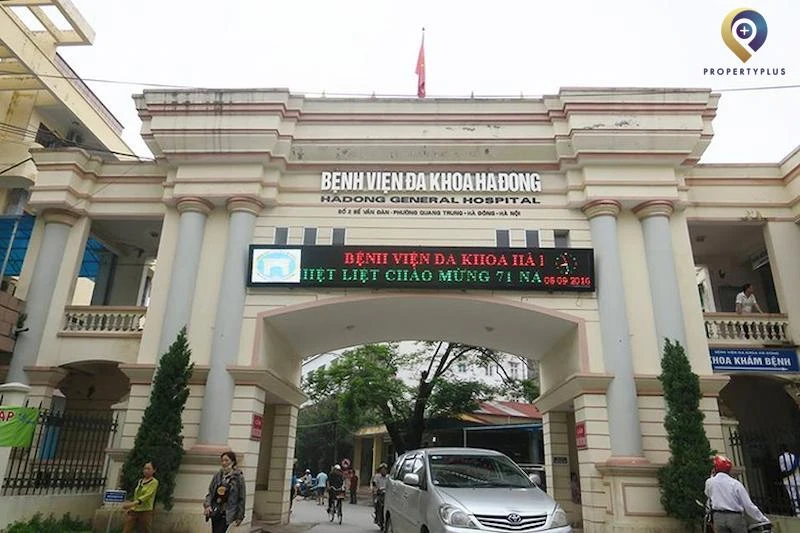 PROPERTYPLUS
BỆNH VIỆN ĐA KHOA HÀ ĐÔNG
HADONG GENERAL HOSPITAL
SỐ 2 BẾ VĂN ĐÀN - PHƯỜNG QUANG TRUNG - HÀ ĐÔNG - HÀ NỘI
BỆNH VIỆN ĐA KHOA HÀ Đ
HIỆT LIỆT CHÀO MỪNG 71 NĂ
05-09-2016
BỆNH VIỆN ĐA KHOA HÀ ĐÔNG
KHOA KHÁM BỆNH